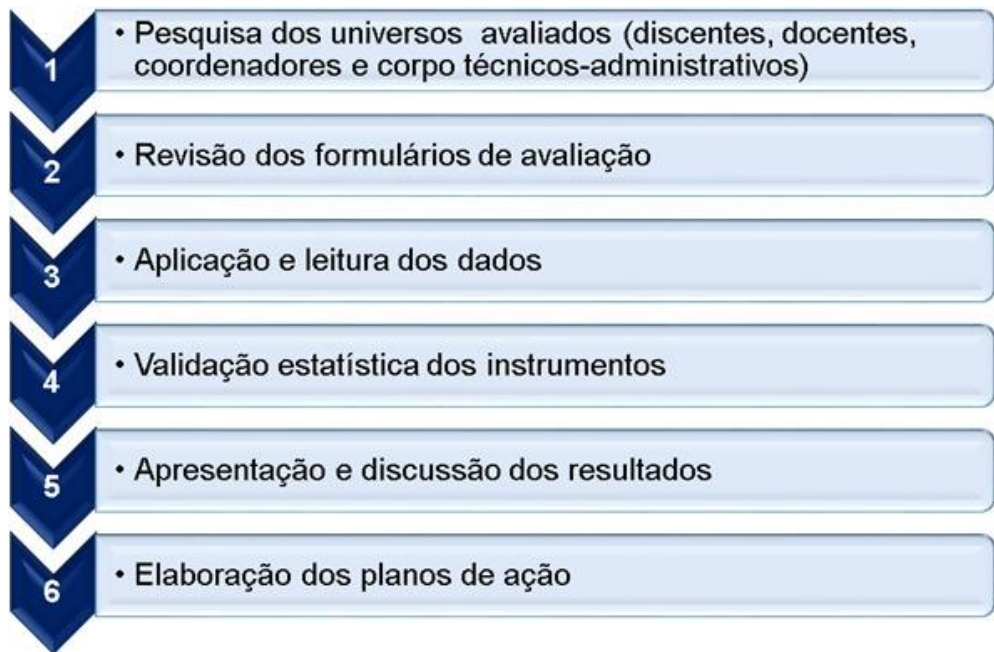 1
• Pesquisa dos universos avaliados (discentes, docentes,
coordenadores e corpo técnicos-administrativos)
2
• Revisão dos formulários de avaliação
3
• Aplicação e leitura dos dados
4
• Validação estatística dos instrumentos
5
• Apresentação e discussão dos resultados
6
• Elaboração dos planos de ação